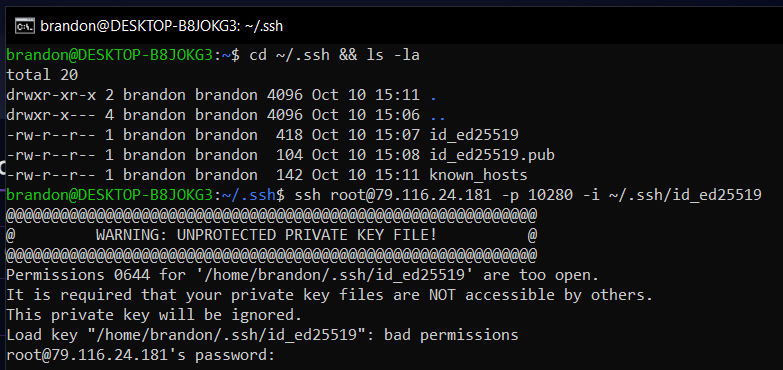 brandon@DESKTOP-B8JOKG3: ~/.ssh
brandon@DESKTOP-B8JOKG3:~$ cd ~/.ssh && ls -la
total 20
drwxr-xr-x 2 brandon brandon 4096 Oct 10 15:11 .
drwxr-x--- 4 brandon brandon 4096 Oct 10 15:06 ..
-rw-r--r-- 1 brandon brandon  418 Oct 10 15:07 id_ed25519
-rw-r--r-- 1 brandon brandon  104 Oct 10 15:08 id_ed25519.pub
-rw-r--r-- 1 brandon brandon  142 Oct 10 15:11 known_hosts
brandon@DESKTOP-B8JOKG3:~/.ssh$ ssh root@79.116.24.181 -p 10280 -i ~/.ssh/id_ed25519
@@@@@@@@@@@@@@@@@@@@@@@@@@@@@@@@@@@@@@@@@@@@@@@@@@@@@@@@@@@
@         WARNING: UNPROTECTED PRIVATE KEY FILE!          @
@@@@@@@@@@@@@@@@@@@@@@@@@@@@@@@@@@@@@@@@@@@@@@@@@@@@@@@@@@@
Permissions 0644 for '/home/brandon/.ssh/id_ed25519' are too open.
It is required that your private key files are NOT accessible by others.
This private key will be ignored.
Load key "/home/brandon/.ssh/id_ed25519": bad permissions
root@79.116.24.181's password: